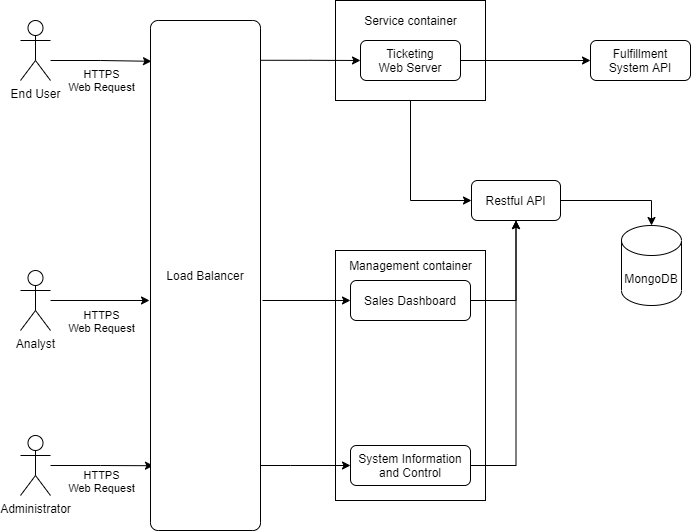 Service container
Ticketing
Web Server
Fulfillment
System API
HTTPS
Web Request
End User
Restful API
Load Balancer
Management container
MongoDB
Sales Dashboard
HTTPS
Web Request
Analyst
System Information
and Control
HTTPS
Web Request
Administrator